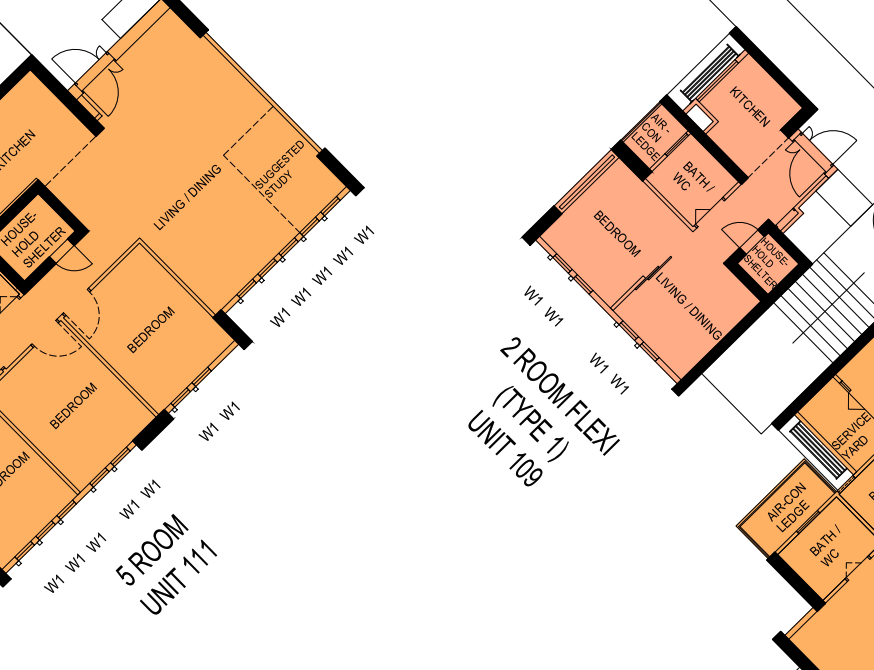 KITCHEN
HOUSE-
HOLD
SHELTER
LIVING / DINING
SUGGESTED
STUDY
BEDROOM
BEDROOM
W1 W1 W1 W1 W1
W1 W1
W1 W1
W1 W1 W1
5 ROOM
UNIT 111
KITCHEN
AIR -
CON
LEDGE
BATH /
WC
BEDROOM
HOUSE-
HOLD
SHELTER
LIVING / DINING
W1 W1
W1 W1
2 ROOM FLEXI
(TYPE 1)
UNIT 109
SERVICE
YARD
AIR-CON
LEDGE
BATH /
WC